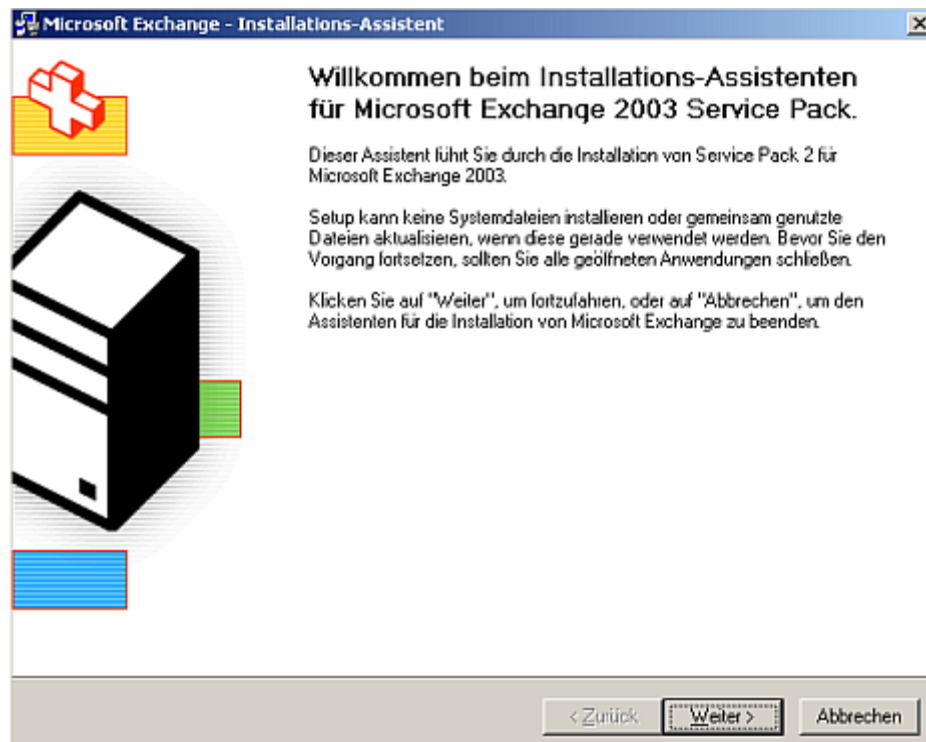 Microsoft Exchange - Installations-Assistent
Willkommen beim Installations-Assistenten
für Microsoft Exchange 2003 Service Pack.
Dieser Assistent führt Sie durch die Installation von Service Pack 2 für
Microsoft Exchange 2003.
Setup kann keine Systemdateien installieren oder gemeinsam genutzte
Dateien aktualisieren, wenn diese gerade verwendet werden. Bevor Sie den
Vorgang fortsetzen, sollten Sie alle geöffneten Anwendungen schließen.
Klicken Sie auf "Weiter", um fortzufahren, oder auf "Abbrechen", um den
Assistenten für die Installation von Microsoft Exchange zu beenden.
< Zurück Weiter > Abbrechen